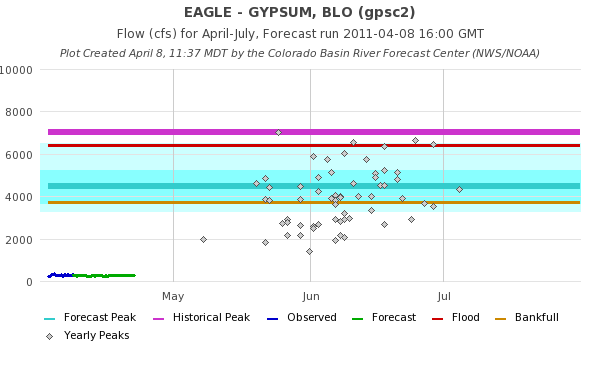 EAGLE - GYPSUM, BLO (gpsc2)
Flow (cfs) for April-July, Forecast run 2011-04-08 16:00 GMT
Plot Created April 8, 11:37 MDT by the Colorado Basin River Forecast Center (NWS/NOAA)
10000
8000
6000
4000
2000
0
May Jun Jul
Forecast Peak Historical Peak Observed Forecast Flood Bankfull
Yearly Peaks